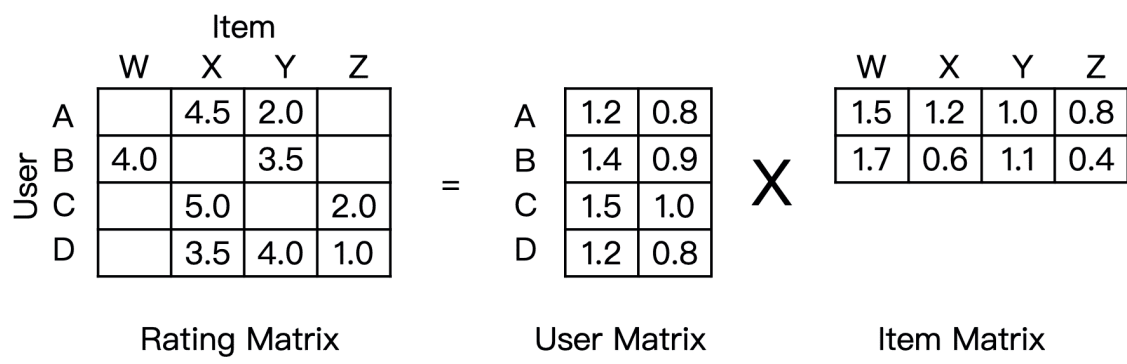 Item
W X Y Z W X Y Z
A 4.5 2.0 A 1.2 0.8 1.5 1.2 1.0 0.8
B 4.0 3.5 B 1.4 0.9 1.7 0.6 1.1 0.4
User
= X
C 5.0 2.0 C 1.5 1.0
D 3.5 4.0 1.0 D 1.2 0.8
Rating Matrix User Matrix Item Matrix